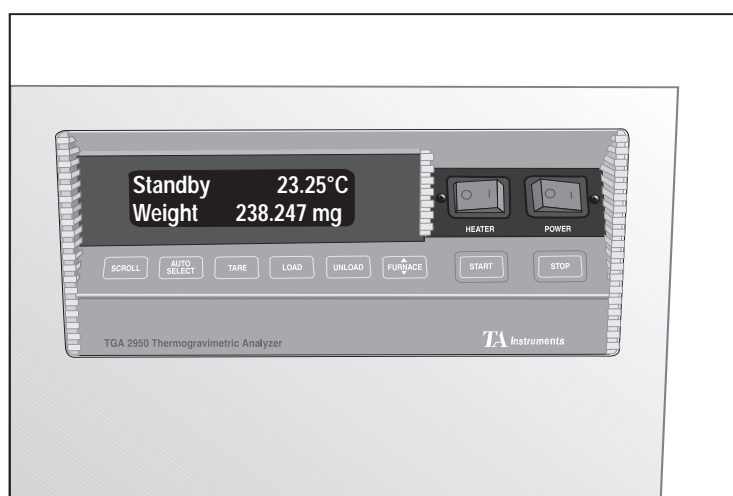 Standby 23.25°C
Weight 238.247 mg
HEATER POWER
SCROLL AUTO SELECT TARE LOAD UNLOAD FURNACE START STOP
TGA 2950 Thermogravimetric Analyzer TA Instruments